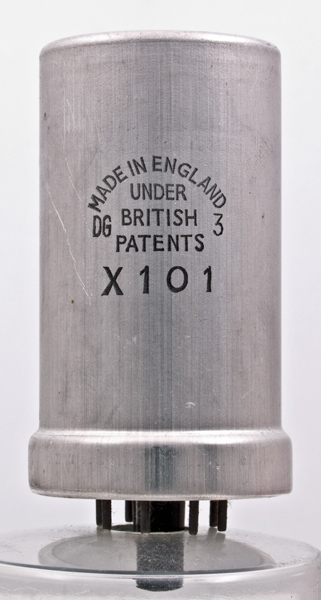 MADE IN ENGLAND
UNDER
DG BRITISH 3
PATENTS
X101